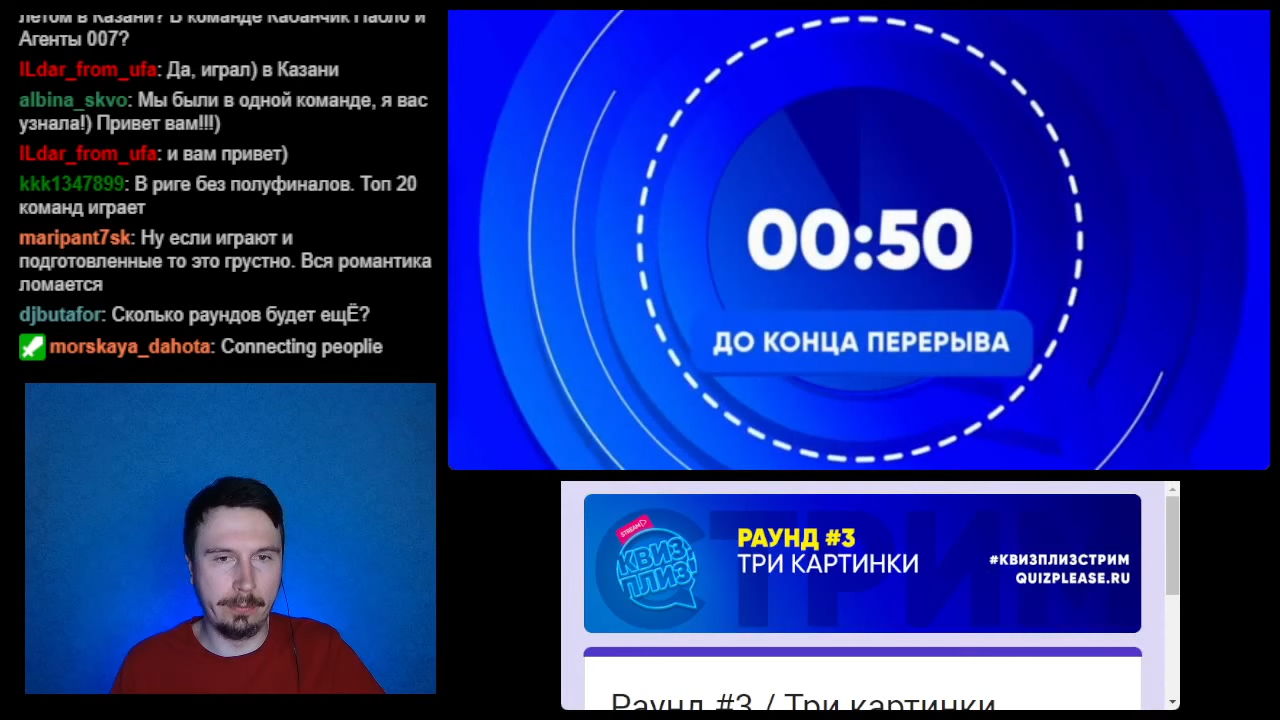 летом в Казани? В команде Кабанчик Пабло и
Агенты 007?
ILdar_from_ufa: Да, играл) в Казани
albina_skvo: Мы были в одной команде, я вас
узнала!) Привет вам!!!)
ILdar_from_ufa: и вам привет)
kkk1347899: В риге без полуфиналов. Топ 20
команд играет
maripant7sk: Ну если играют и
подготовленные то это грустно. Вся романтика
ломается
djbutafor: Сколько раундов будет ещЁ?
morskaya_dahota: Connecting peoplie
00:50
ДО КОНЦА ПЕРЕРЫВА
СТРИМ
STREAM
КВИЗ,
ПЛИЗ!
РАУНД #3
ТРИ КАРТИНКИ
#КВИЗПЛИЗСТРИМ
QUIZPLEASE.RU
Раунд #3 / Три картинки